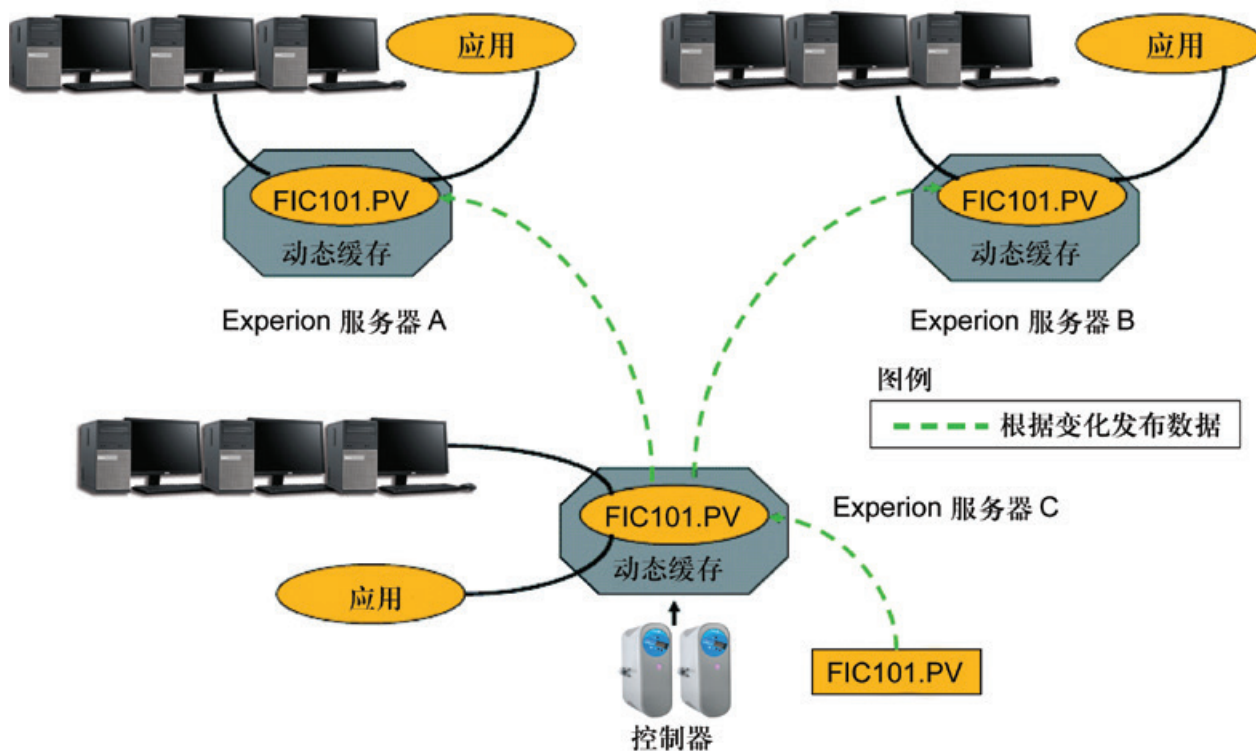 应用
应用
FIC101.PV
动态缓存
FIC101.PV
动态缓存
Experion 服务器 A
Experion 服务器 B
图例
根据变化发布数据
FIC101.PV
动态缓存
Experion 服务器 C
应用
FIC101.PV
控制器